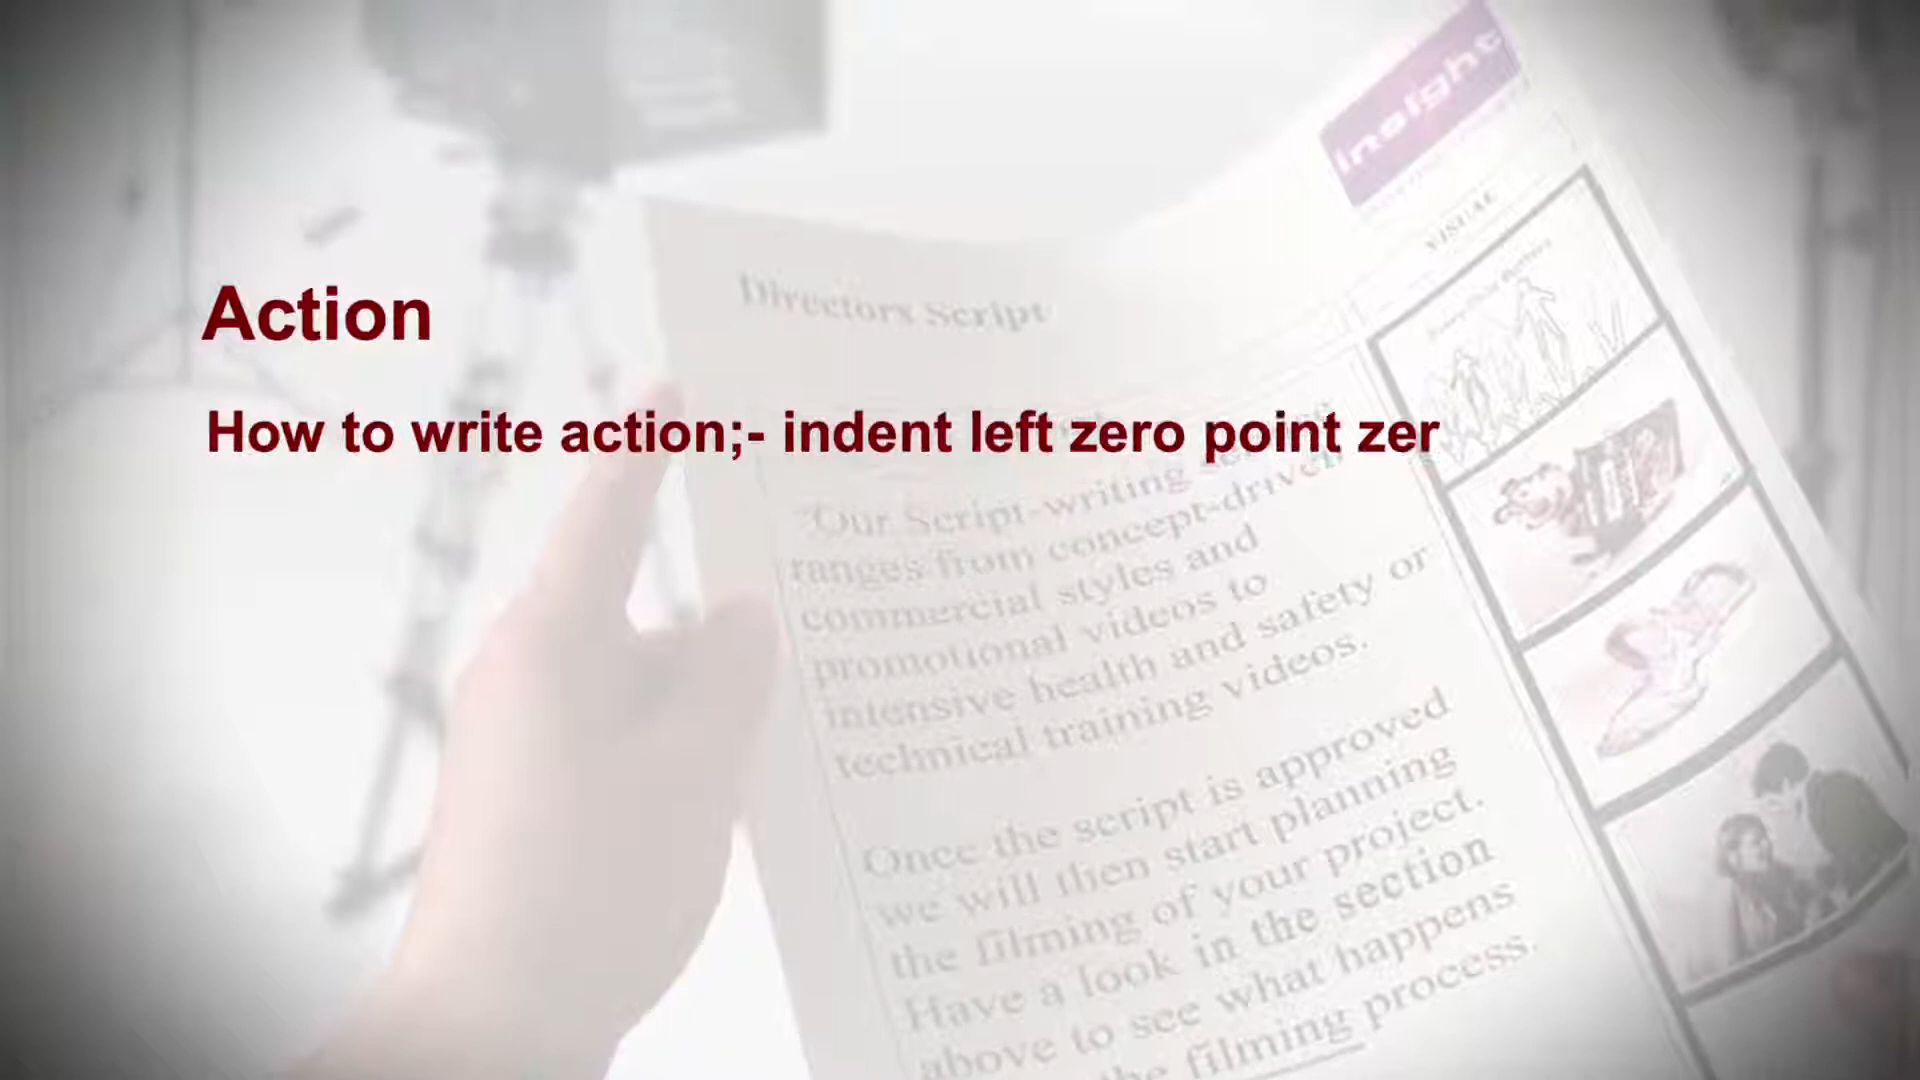 Action
How to write action;- indent left zero point zer
insight
VISUAL
Directors Script
"Our Script-writing
ranges from concept-driven
commercial styles and
promotional videos to
intensive health and safety or
technical training videos.
Once the script is approved
we will then start planning
the filming of your project.
Have a look in the section
above to see what happens
the filming process.